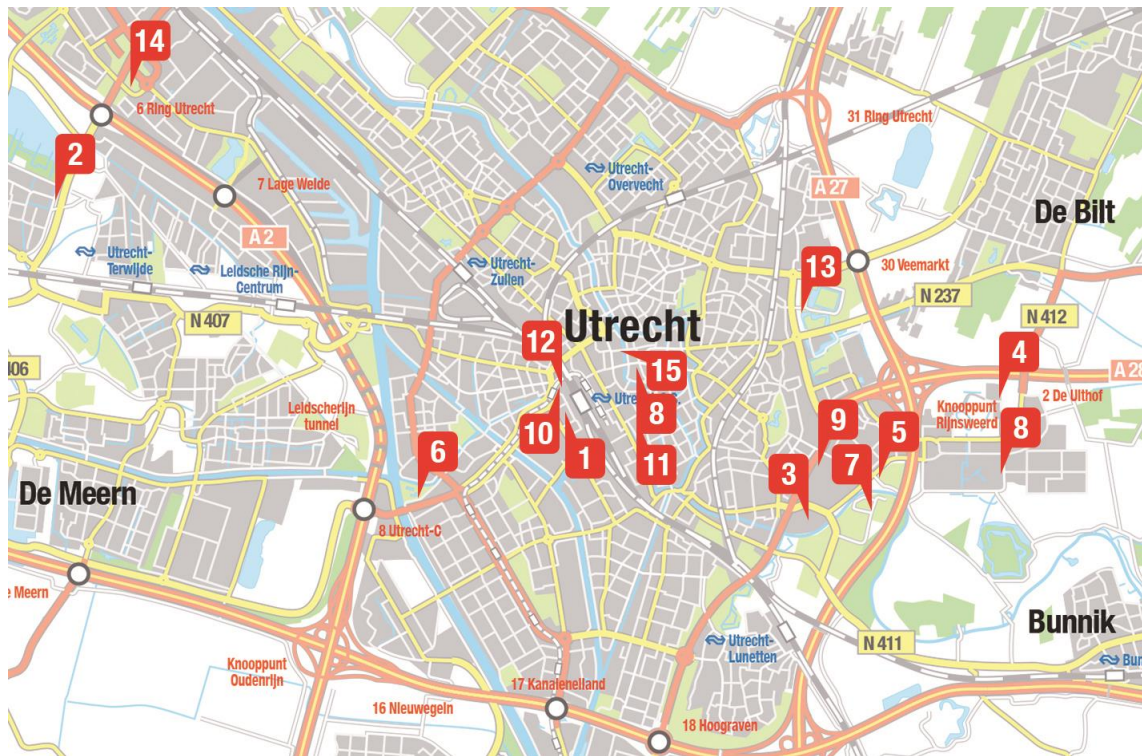 14
6 Ring Utrecht
2
7 Lage Weide
A 2
Utrecht-
Terwijde
Leidsche Rijn-
Centrum
N 407
406
Utrecht-
Overvecht
31 Ring Utrecht
A 27
De Bilt
Utrecht-
Zuilen
13
30 Veemarkt
N 237
N 412
Utrecht
12
15
4
A 28
2 De Uithof
Leidscherijn
tunnel
10
1
8
11
9
5
Knooppunt
Rijnsweerd
8
6
3
7
De Meern
8 Utrecht-C
e Meern
Knooppunt
Oudenrijn
Utrecht-
Lunetten
N 411
Bunnik
Bun
17 Kanaleneiland
16 Nieuwegein
18 Hoograven